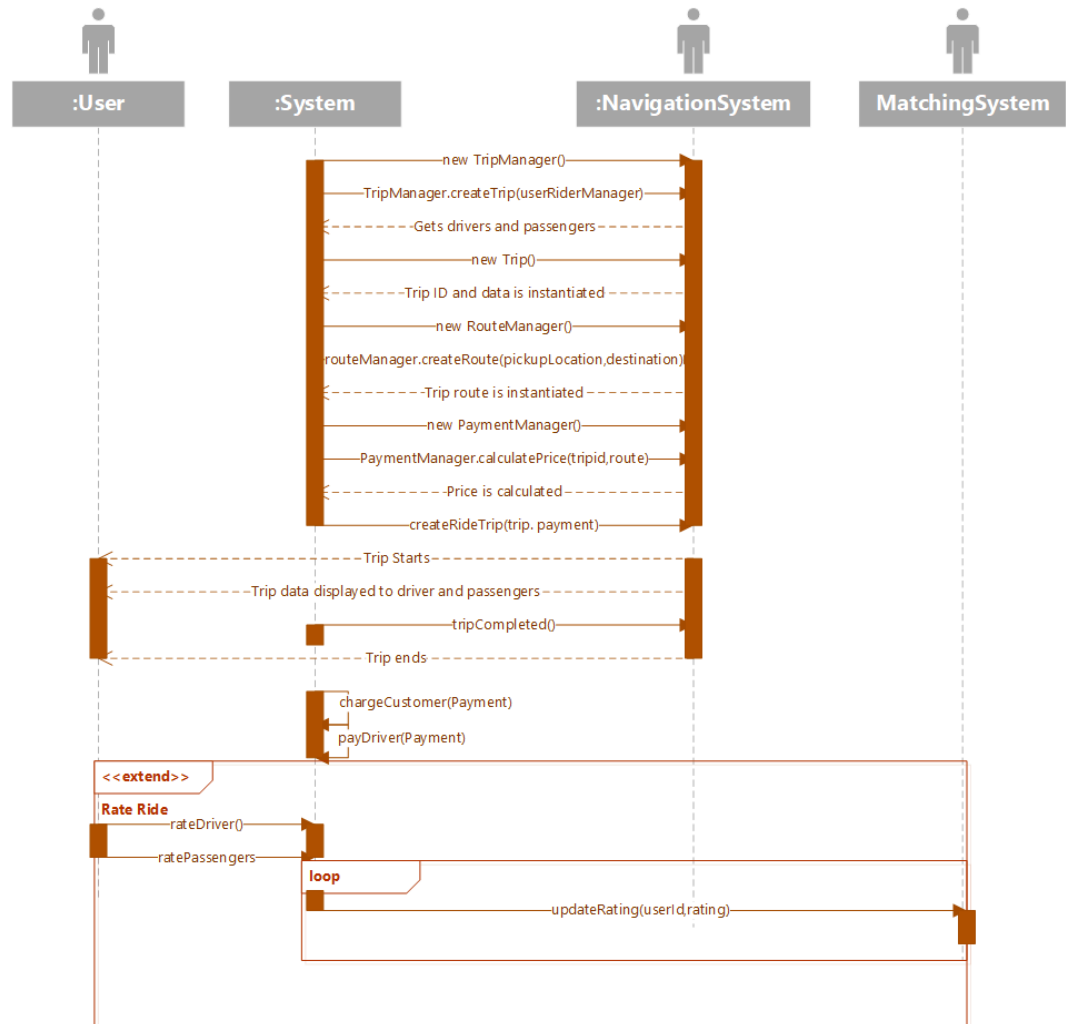 :User
:System
:NavigationSystem
MatchingSystem
new TripManager()
TripManager.createTrip(userRiderManager)
Gets drivers and passengers
new Trip()
Trip ID and data is instantiated
new RouteManager()
routeManager.createRoute(pickupLocation,destination)
Trip route is instantiated
new PaymentManager()
PaymentManager.calculatePrice(tripid,route)
Price is calculated
createRideTrip(trip. payment)
Trip Starts
Trip data displayed to driver and passengers
tripCompleted()
Trip ends
chargeCustomer(Payment)
payDriver(Payment)
<<extend>>
Rate Ride
rateDriver()
ratePassengers
loop
updateRating(userId,rating)